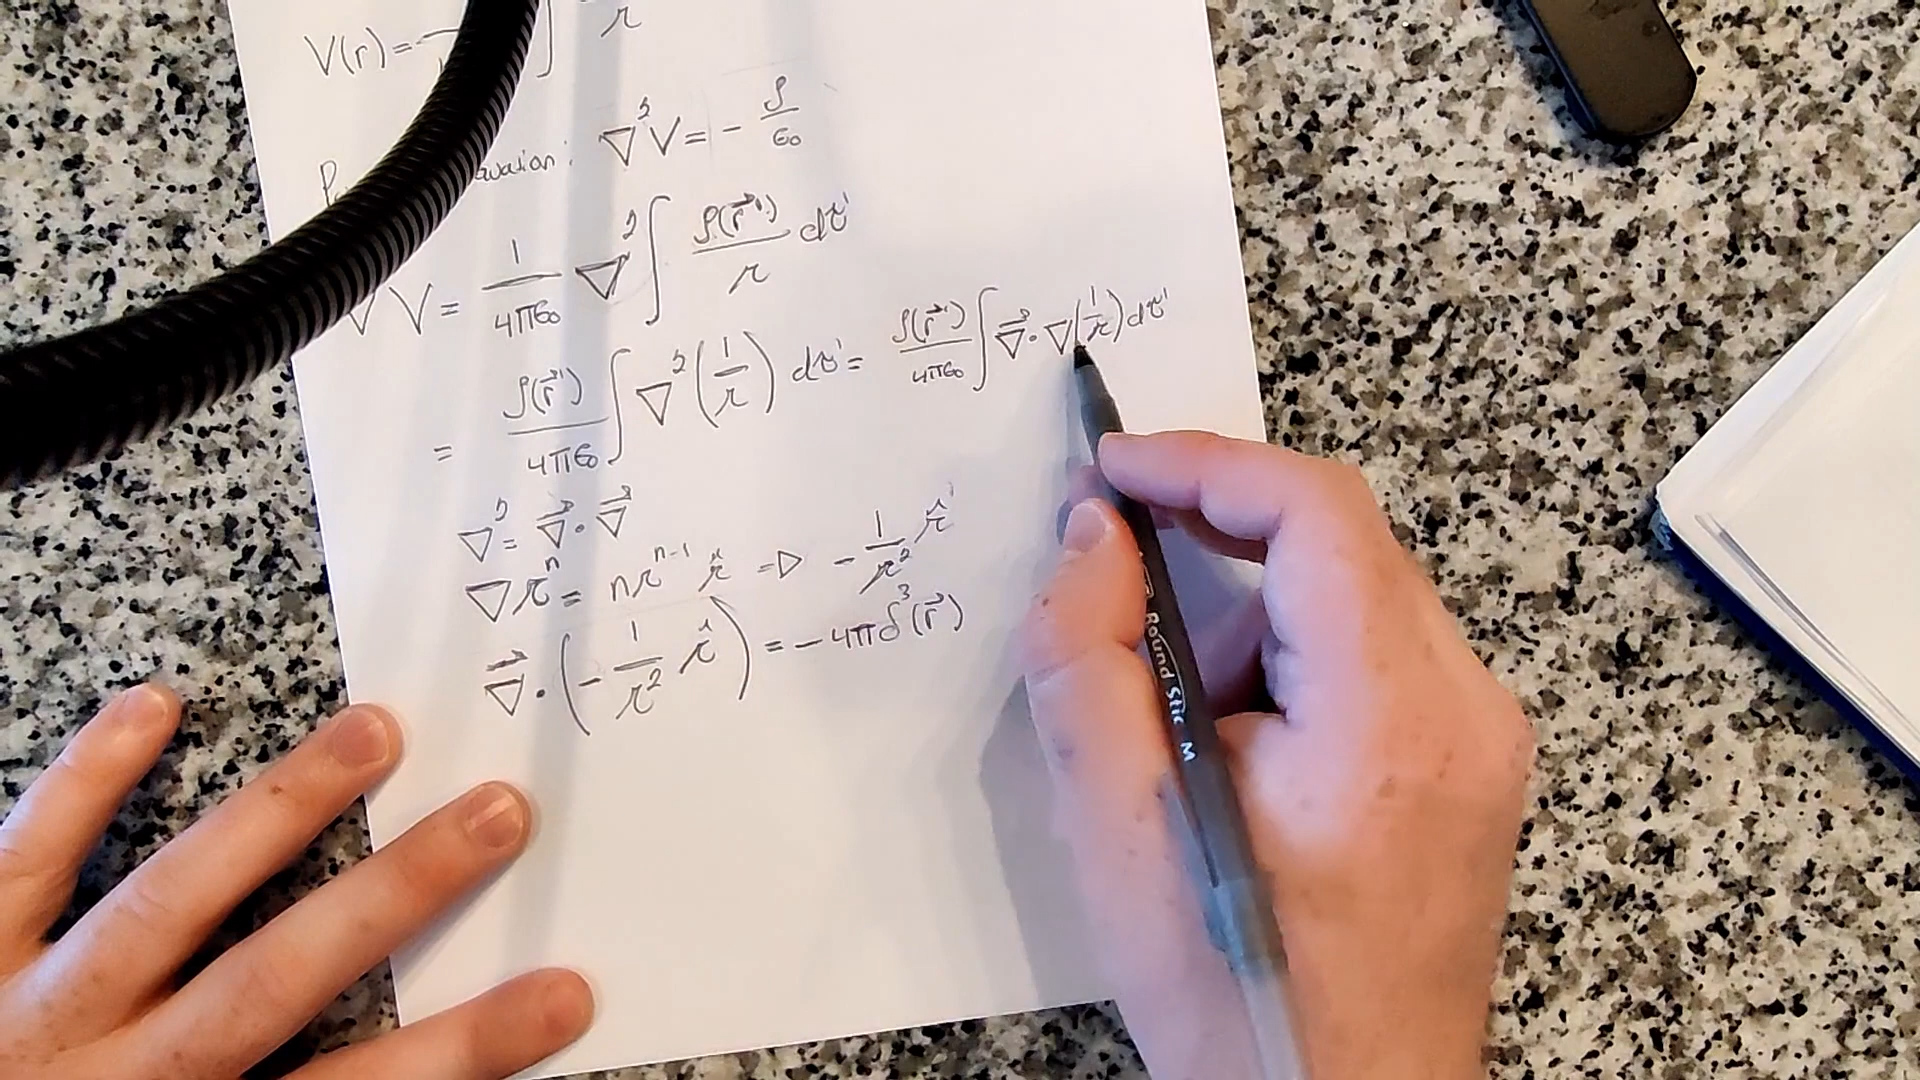 V(r)= ∫ 𝓇
∇²V = - ρ/ϵ₀
V = 1/4πϵ₀ ∇² ∫ ρ(r⃗')/𝓇 dτ'
= ρ(r⃗')/4πϵ₀ ∫ ∇² (1/𝓇) dτ' = ρ(r⃗')/4πϵ₀ ∫ ∇⃗ · ∇(1/𝓇) dτ'
∇² = ∇⃗ · ∇⃗
∇𝓇ⁿ = n𝓇ⁿ⁻¹ 𝓇̂ ⇒ - 1/𝓇² 𝓇̂
∇⃗ · (- 1/𝓇² 𝓇̂) = -4πδ³(r⃗)
Round Stic M